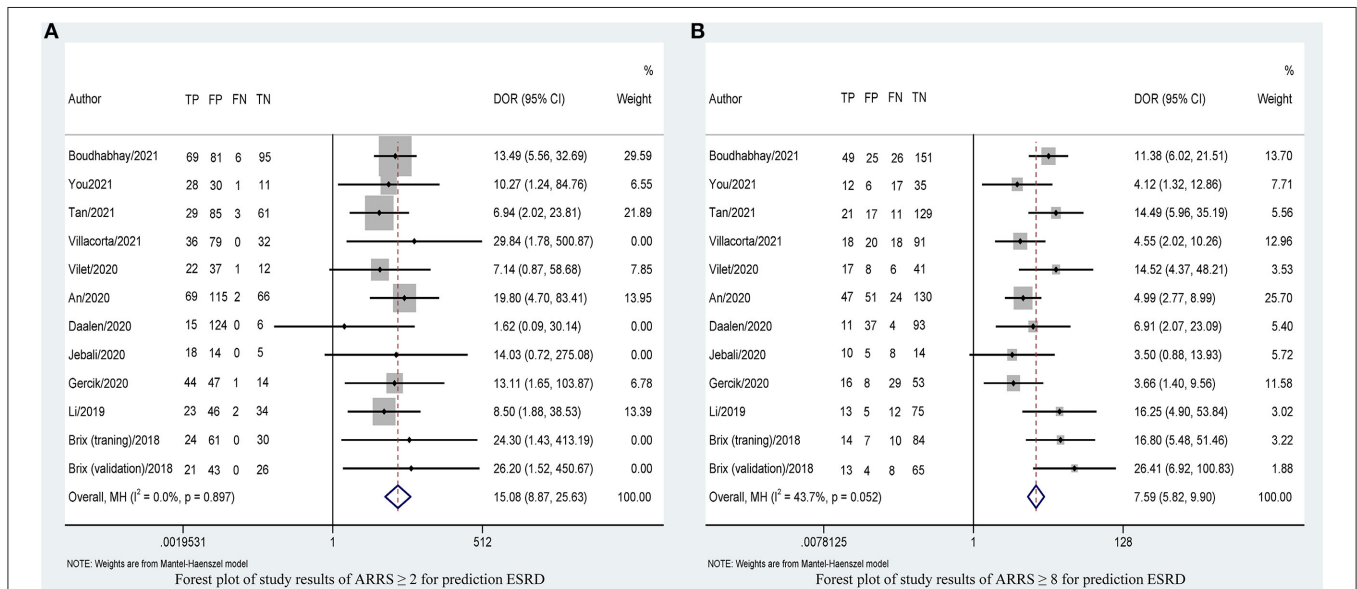 A
%
Author TP FP FN TN DOR (95% CI) Weight
Boudhabhay/2021 69 81 6 95 13.49 (5.56, 32.69) 29.59
You2021 28 30 1 11 10.27 (1.24, 84.76) 6.55
Tan/2021 29 85 3 61 6.94 (2.02, 23.81) 21.89
Villacorta/2021 36 79 0 32 29.84 (1.78, 500.87) 0.00
Vilet/2020 22 37 1 12 7.14 (0.87, 58.68) 7.85
An/2020 69 115 2 66 19.80 (4.70, 83.41) 13.95
Daalen/2020 15 124 0 6 1.62 (0.09, 30.14) 0.00
Jebali/2020 18 14 0 5 14.03 (0.72, 275.08) 0.00
Gercik/2020 44 47 1 14 13.11 (1.65, 103.87) 6.78
Li/2019 23 46 2 34 8.50 (1.88, 38.53) 13.39
Brix (traning)/2018 24 61 0 30 24.30 (1.43, 413.19) 0.00
Brix (validation)/2018 21 43 0 26 26.20 (1.52, 450.67) 0.00
Overall, MH (I² = 0.0%, p = 0.897) 15.08 (8.87, 25.63) 100.00
.0019531 1 512
NOTE: Weights are from Mantel-Haenszel model
Forest plot of study results of ARRS ≥ 2 for prediction ESRD
B
%
Author TP FP FN TN DOR (95% CI) Weight
Boudhabhay/2021 49 25 26 151 11.38 (6.02, 21.51) 13.70
You2021 12 6 17 35 4.12 (1.32, 12.86) 7.71
Tan/2021 21 17 11 129 14.49 (5.96, 35.19) 5.56
Villacorta/2021 18 20 18 91 4.55 (2.02, 10.26) 12.96
Vilet/2020 17 8 6 41 14.52 (4.37, 48.21) 3.53
An/2020 47 51 24 130 4.99 (2.77, 8.99) 25.70
Daalen/2020 11 37 4 93 6.91 (2.07, 23.09) 5.40
Jebali/2020 10 5 8 14 3.50 (0.88, 13.93) 5.72
Gercik/2020 16 8 29 53 3.66 (1.40, 9.56) 11.58
Li/2019 13 5 12 75 16.25 (4.90, 53.84) 3.02
Brix (traning)/2018 14 7 10 84 16.80 (5.48, 51.46) 3.22
Brix (validation)/2018 13 4 8 65 26.41 (6.92, 100.83) 1.88
Overall, MH (I² = 43.7%, p = 0.052) 7.59 (5.82, 9.90) 100.00
.0078125 1 128
NOTE: Weights are from Mantel-Haenszel model
Forest plot of study results of ARRS ≥ 8 for prediction ESRD